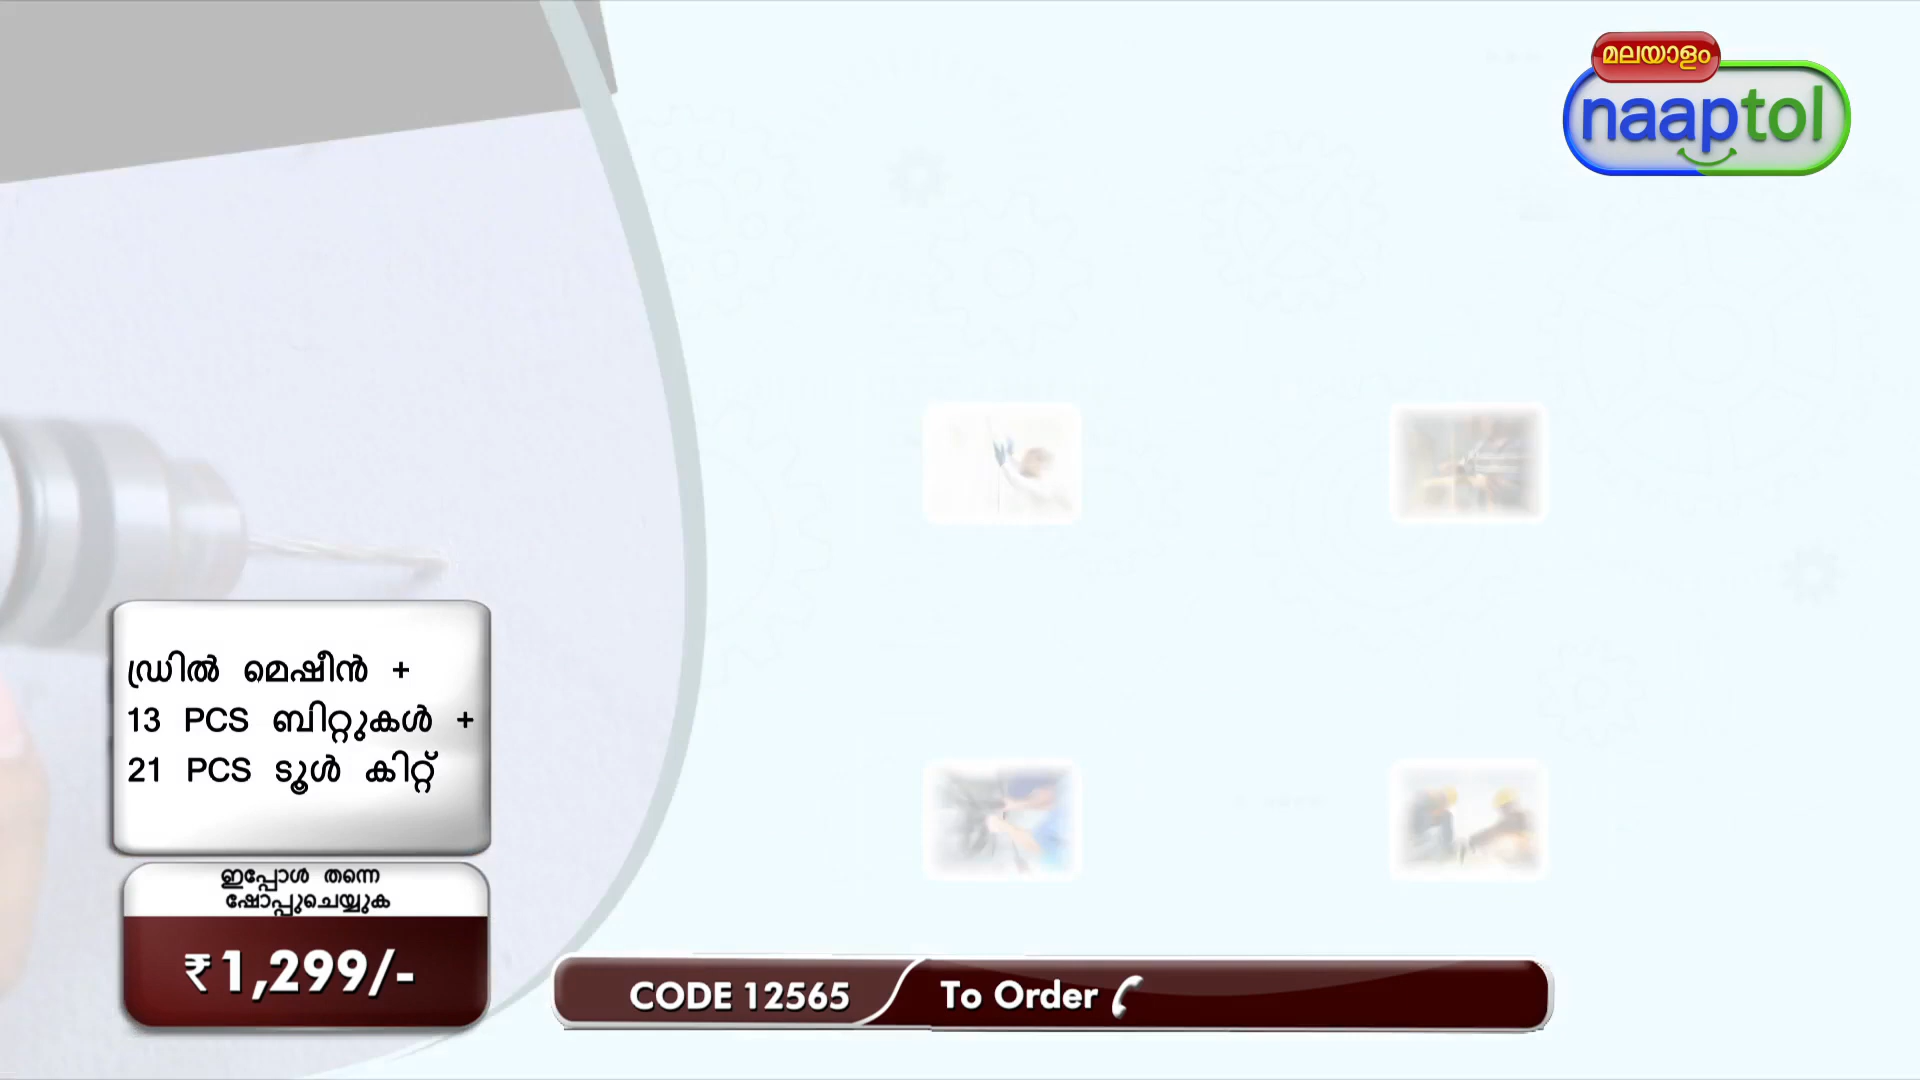 മലയാളം
naaptol
ഡ്രിൽ മെഷീൻ +
13 PCS ബിറ്റുകൾ +
21 PCS ടൂൾ കിറ്റ്
ഇപ്പോൾ തന്നെ
ഷോപ്പുചെയ്യുക
₹1,299/-
CODE 12565 To Order